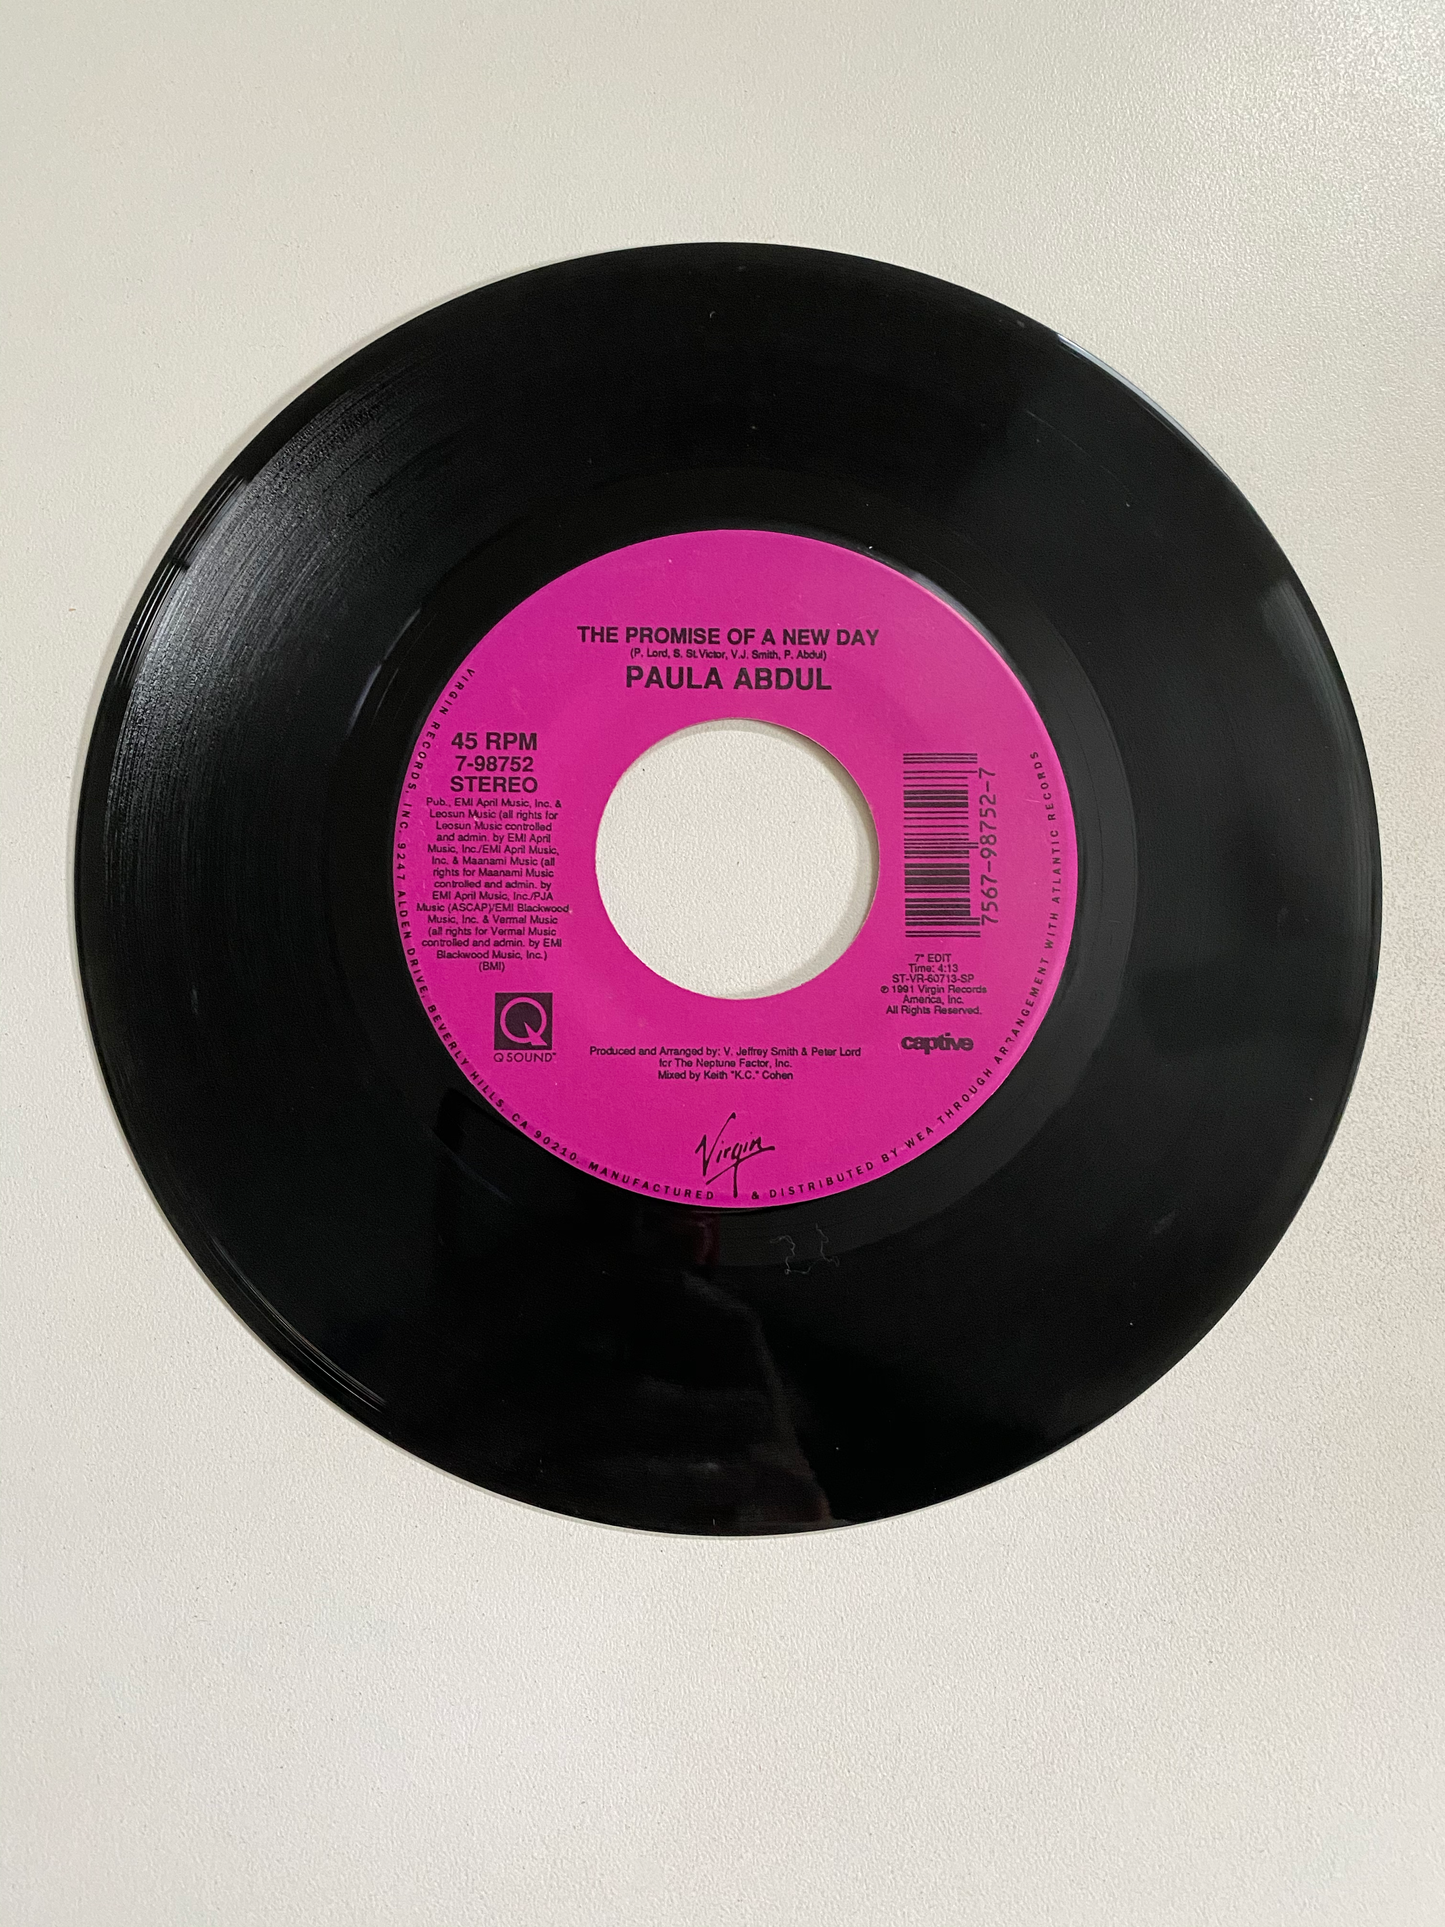 THE PROMISE OF A NEW DAY
(P. Lord, S. St.Victor, V.J. Smith, P. Abdul)
PAULA ABDUL
45 RPM
7-98752
STEREO
Pub., EMI April Music, Inc. &
Leosun Music (all rights for
Leosun Music controlled
and admin. by EMI April
Music, Inc./EMI April Music,
Inc. & Maanami Music (all
rights for Maanami Music
controlled and admin. by
EMI April Music, Inc./PJA
Music (ASCAP)/EMI Blackwood
Music, Inc. & Vermal Music
(all rights for Vermal Music
controlled and admin. by EMI
Blackwood Music, Inc.)
(BMI)
Q
Q SOUND™
7567-98752-7
7" EDIT
Time: 4:13
ST-VR-60713-SP
℗ 1991 Virgin Records
America, Inc.
All Rights Reserved.
captive
Produced and Arranged by: V. Jeffrey Smith & Peter Lord
for The Neptune Factor, Inc.
Mixed by Keith "K.C." Cohen
Virgin
VIRGIN RECORDS, INC. 9247 ALDEN DRIVE, BEVERLY HILLS, CA 90210. MANUFACTURED & DISTRIBUTED BY WEA THROUGH ARRANGEMENT WITH ATLANTIC RECORDS